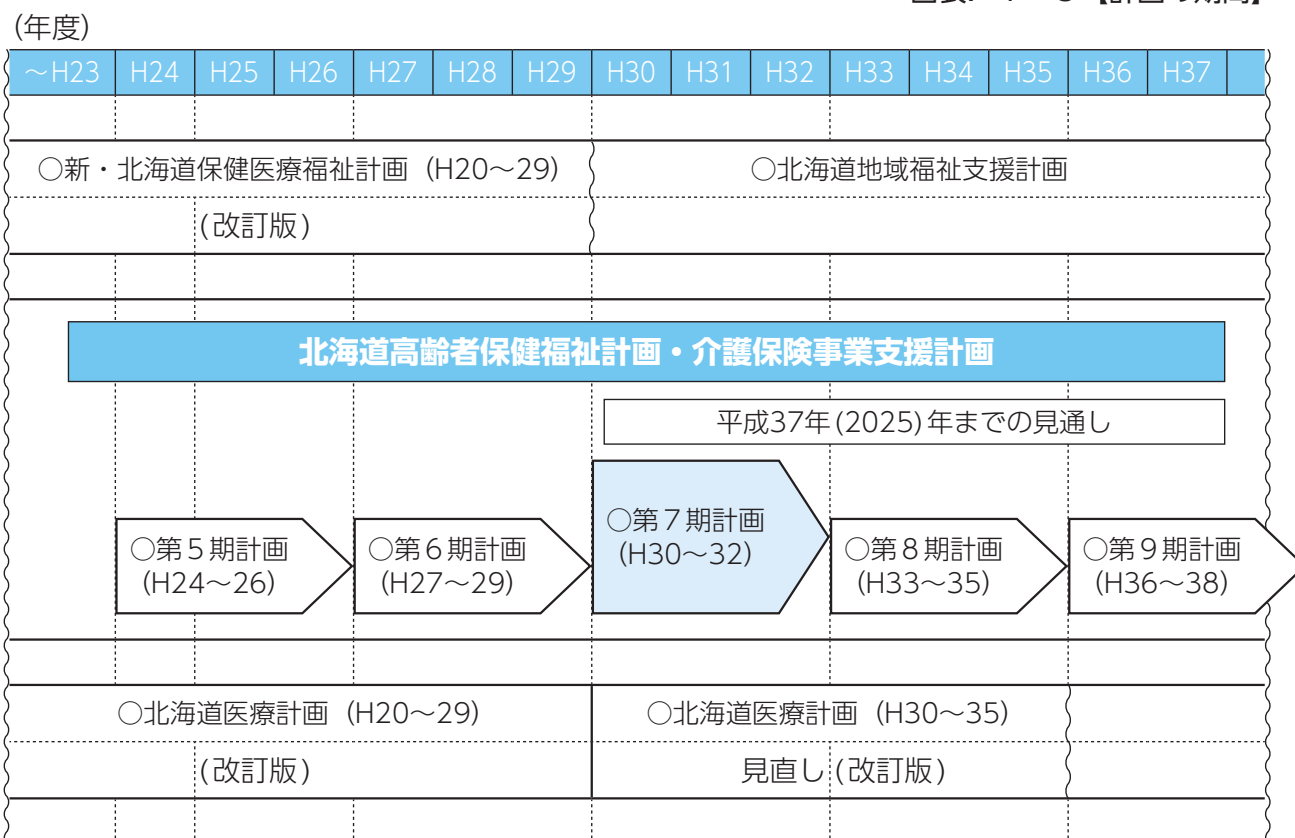 (年度)
～H23 H24 H25 H26 H27 H28 H29 H30 H31 H32 H33 H34 H35 H36 H37
○新・北海道保健医療福祉計画（H20～29）
○北海道地域福祉支援計画
(改訂版)
北海道高齢者保健福祉計画・介護保険事業支援計画
平成37年(2025)年までの見通し
○第５期計画
(H24～26)
○第６期計画
(H27～29)
○第７期計画
(H30～32)
○第８期計画
(H33～35)
○第９期計画
(H36～38)
○北海道医療計画（H20～29）
○北海道医療計画（H30～35）
(改訂版)
見直し(改訂版)